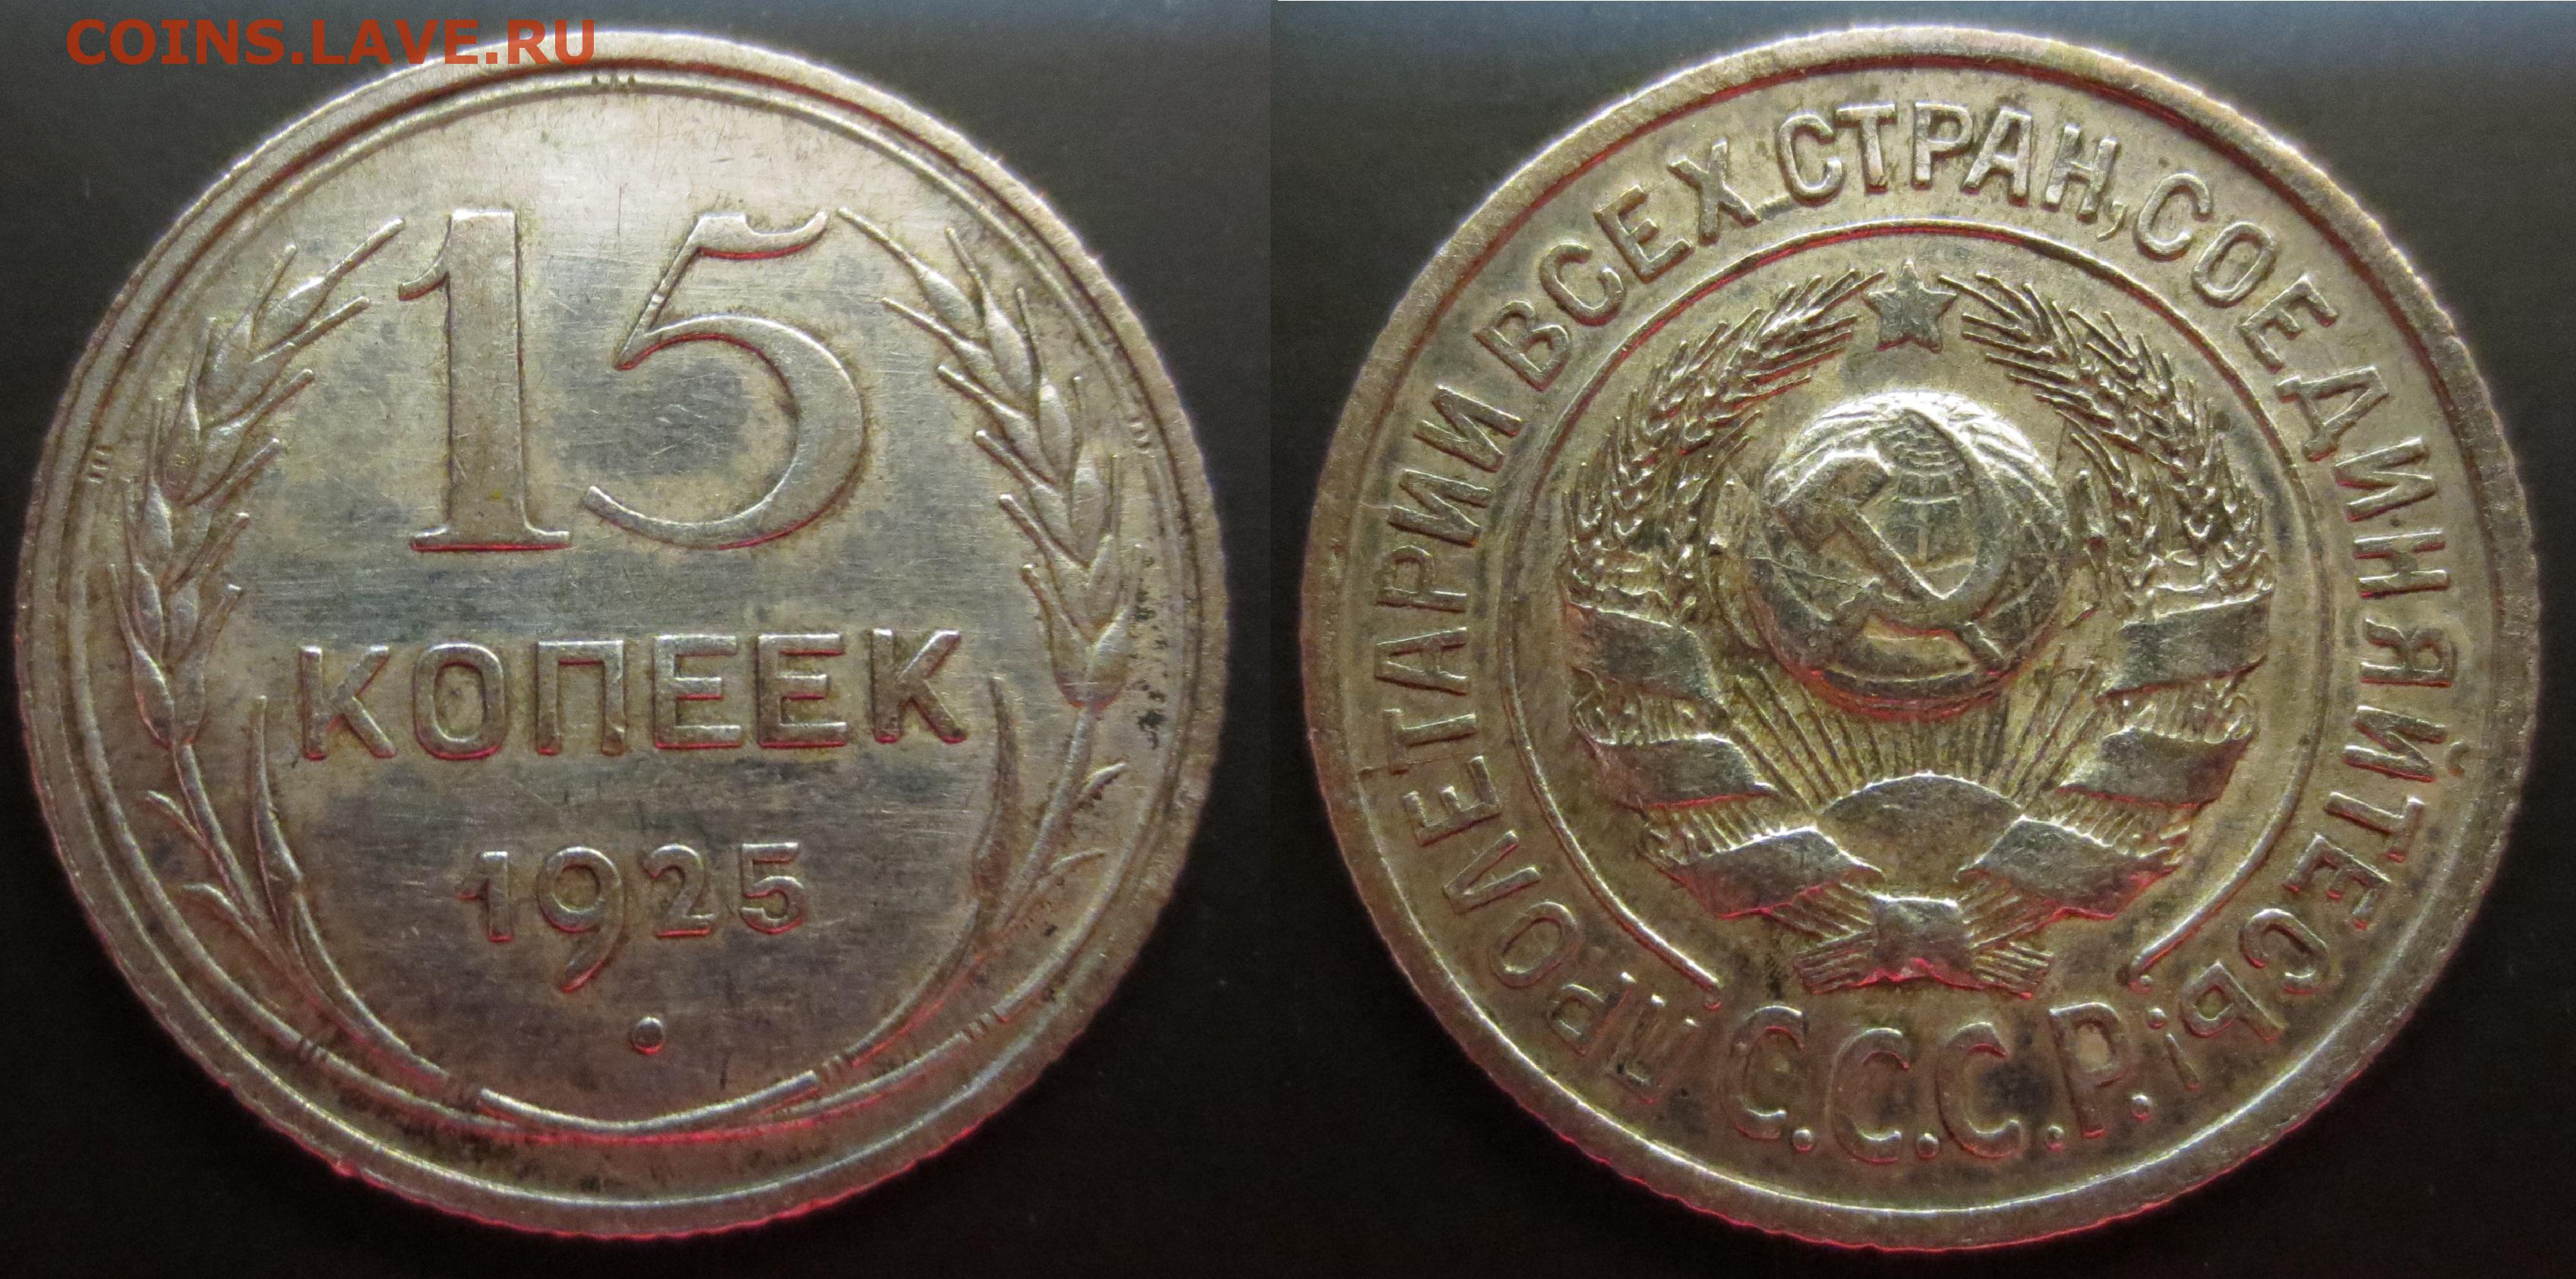 COINS.LAVE.RU
15
КОПЕЕК
1925
ПРОЛЕТАРИИ ВСЕХ СТРАН, СОЕДИНЯЙТЕСЬ!
С.С.С.Р.